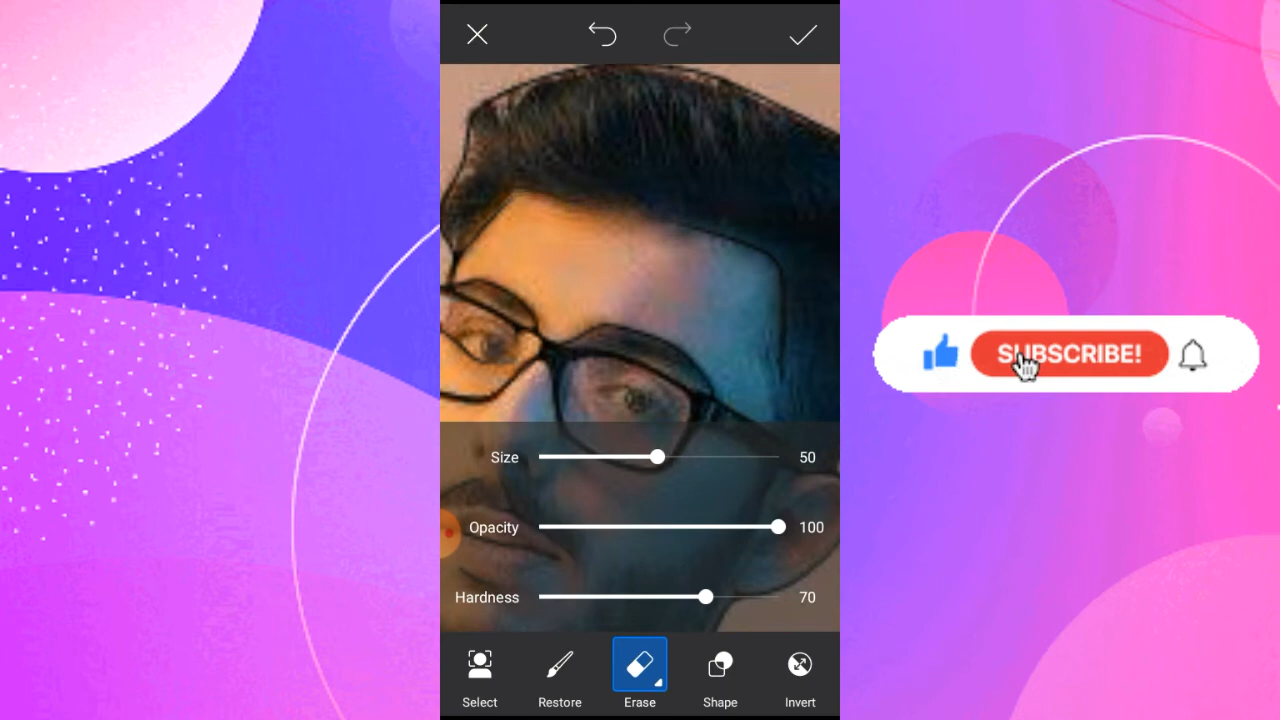 SUBSCRIBE!
Size 50
Opacity 100
Hardness 70
Select Restore Erase Shape Invert